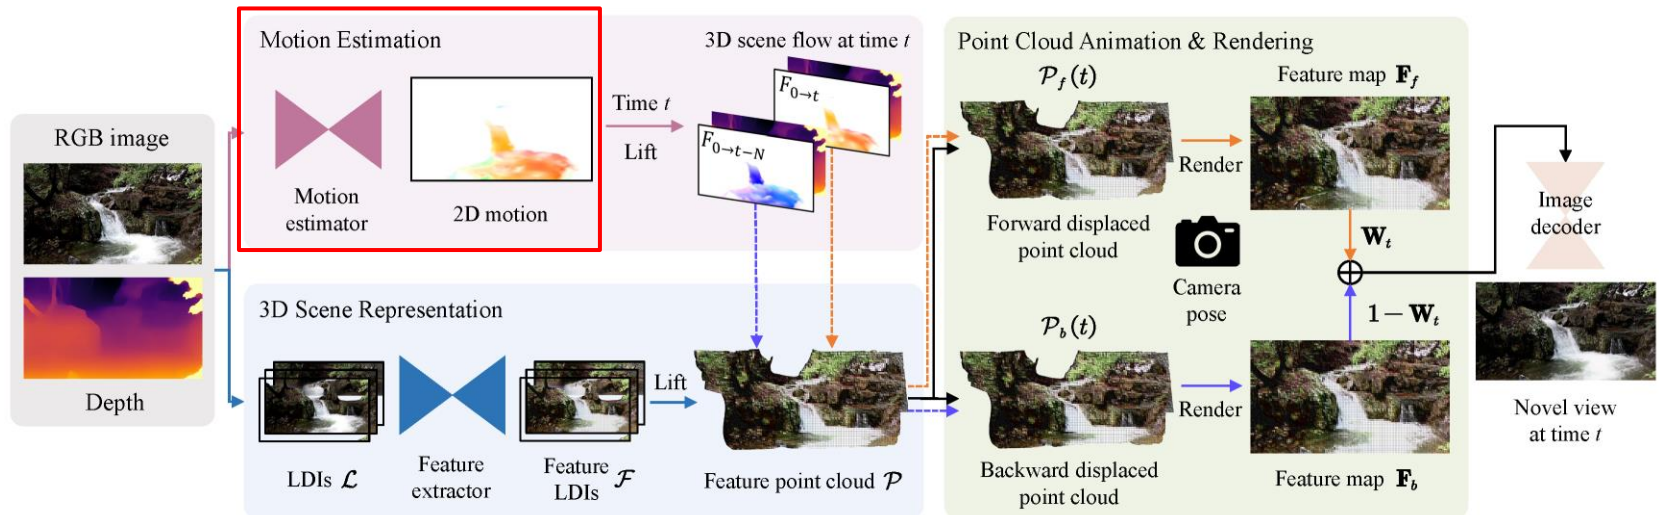 RGB image
Depth
Motion Estimation
Motion
estimator
2D motion
Time t
Lift
3D scene flow at time t
F₀→t
F₀→t−N
3D Scene Representation
LDIs ℒ
Feature
extractor
Feature ℱ
LDIs
Lift
Feature point cloud 𝒫
Point Cloud Animation & Rendering
𝒫f(t)
Forward displaced
point cloud
Render
Feature map 𝐅f
Camera
pose
𝒫b(t)
Backward displaced
point cloud
Render
Feature map 𝐅b
𝐖t
1 − 𝐖t
Image
decoder
Novel view
at time t